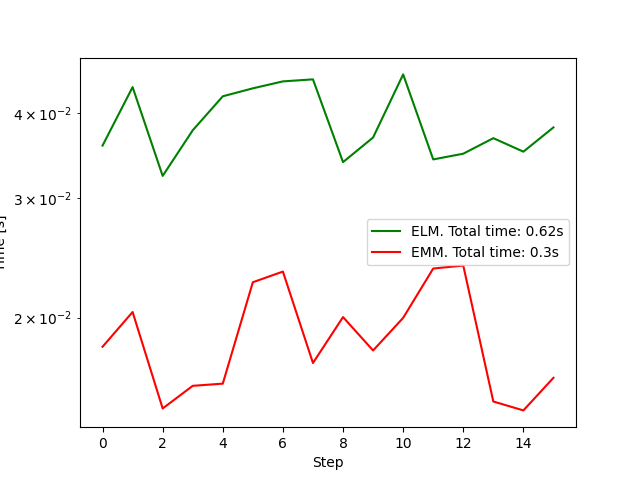 4 × 10⁻²
3 × 10⁻²
2 × 10⁻²
[s]
ELM. Total time: 0.62s
EMM. Total time: 0.3s
0 2 4 6 8 10 12 14
Step